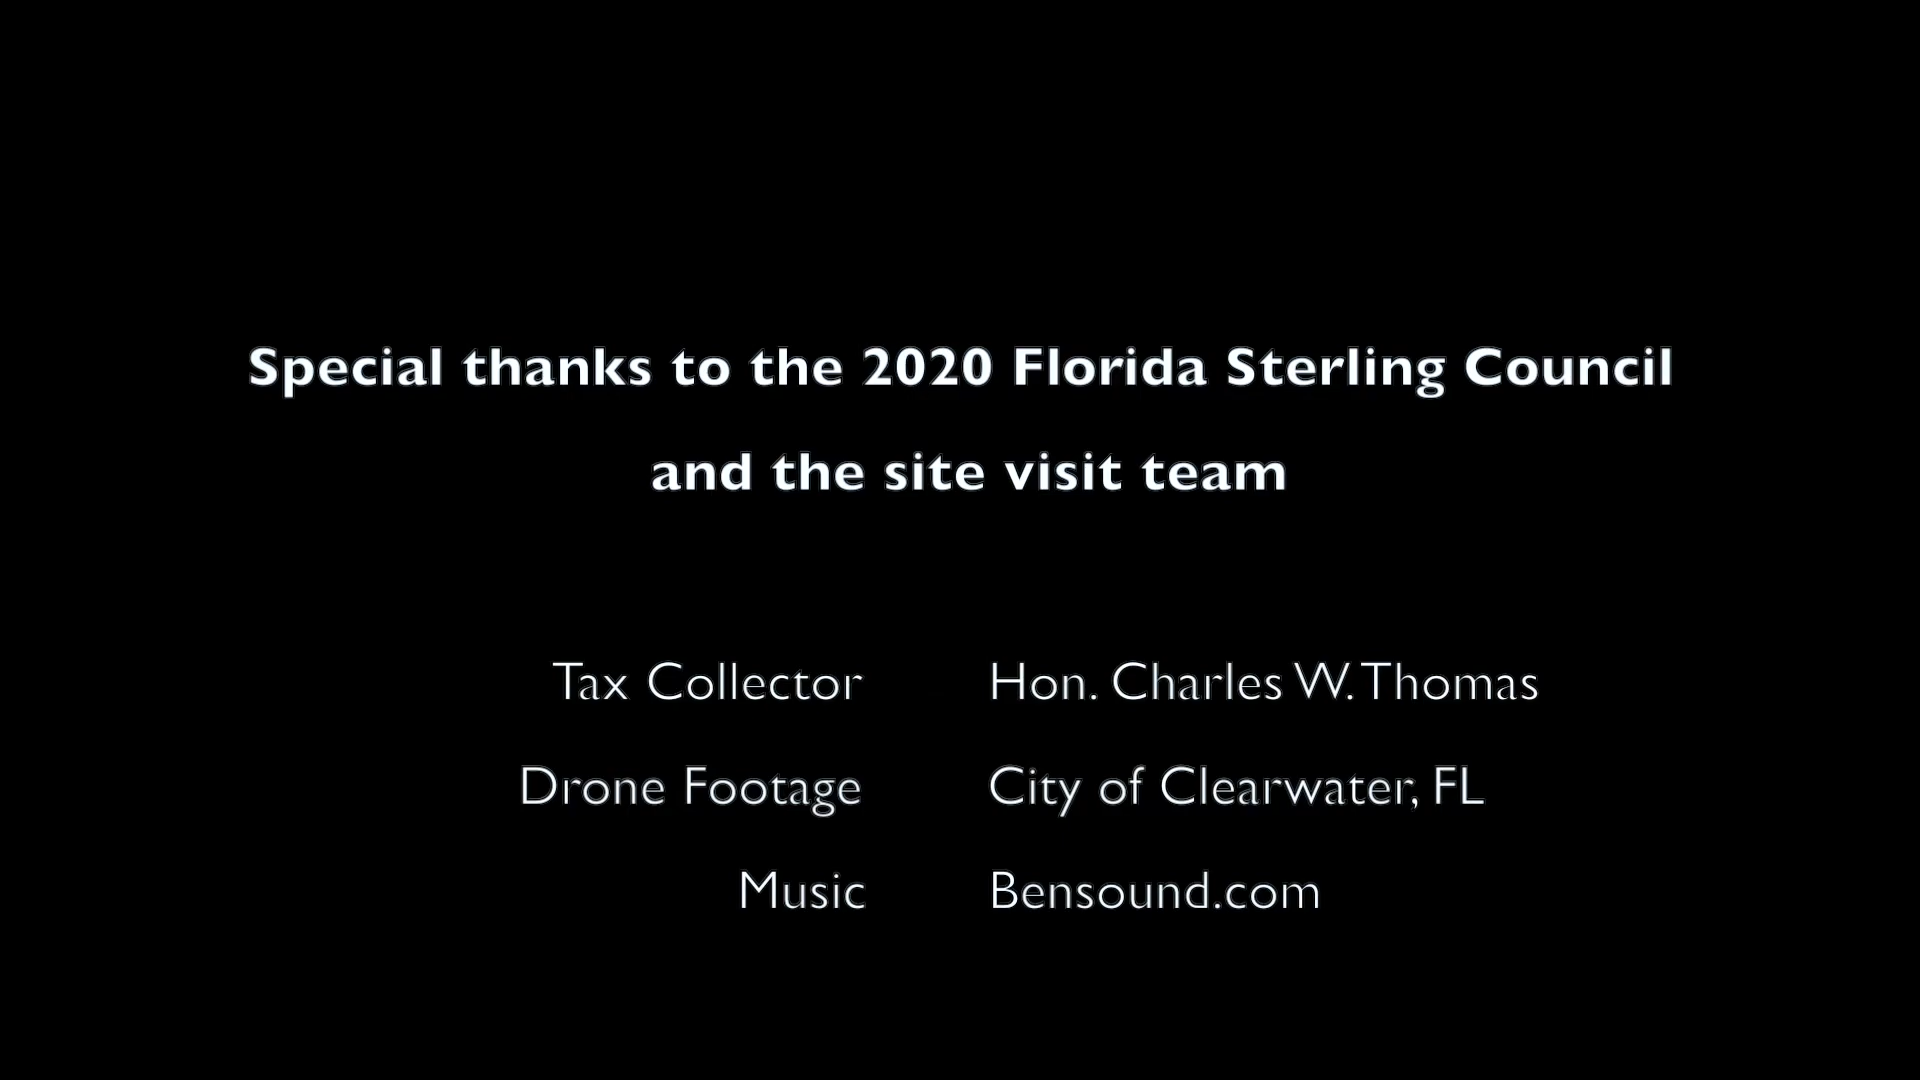 Special thanks to the 2020 Florida Sterling Council
and the site visit team
Tax Collector Hon. Charles W. Thomas
Drone Footage City of Clearwater, FL
Music Bensound.com